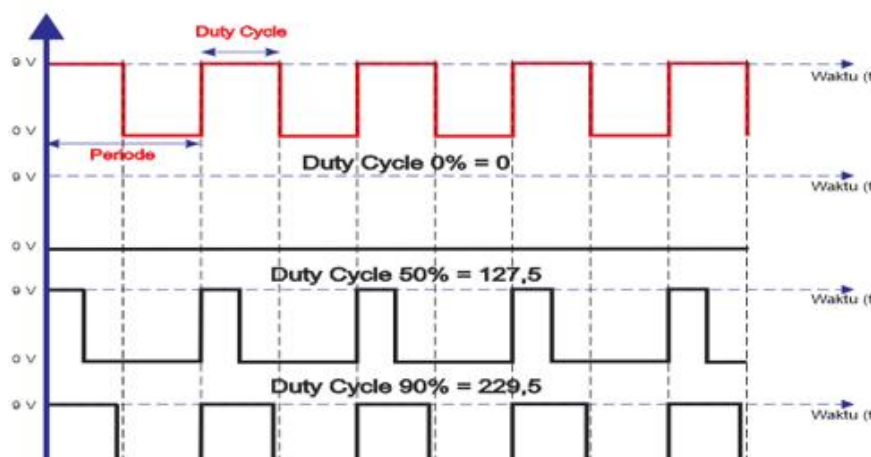 Duty Cycle
9 V
Waktu (t
0 V
Periode
Duty Cycle 0% = 0
9 V
Waktu (t
0 V
Duty Cycle 50% = 127,5
9 V
Waktu (t
0 V
Duty Cycle 90% = 229,5
9 V
Waktu (t